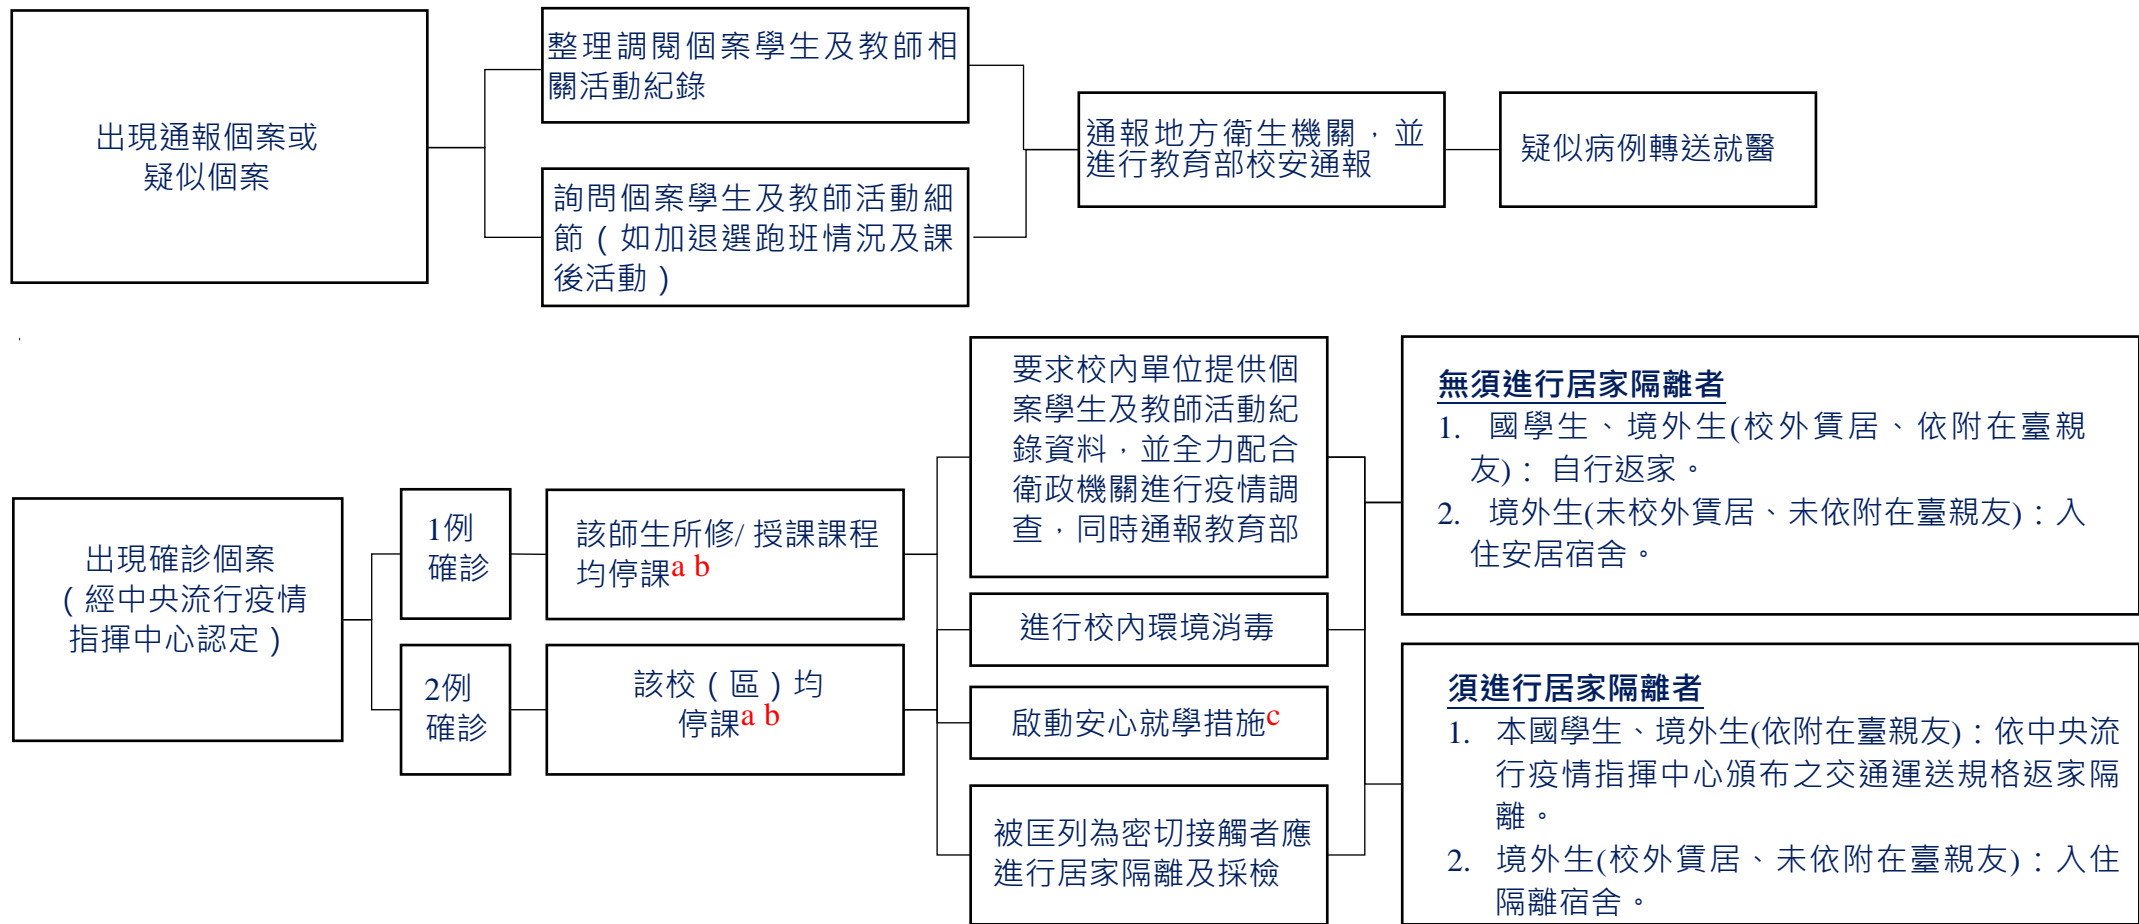 出現通報個案或
疑似個案
整理調閱個案學生及教師相
關活動紀錄
詢問個案學生及教師活動細
節（如加退選跑班情況及課
後活動）
通報地方衛生機關，並
進行教育部校安通報
疑似病例轉送就醫
出現確診個案
（經中央流行疫情
指揮中心認定）
1例
確診
該師生所修/ 授課課程
均停課a b
2例
確診
該校（區）均
停課a b
要求校內單位提供個
案學生及教師活動紀
錄資料，並全力配合
衛政機關進行疫情調
查，同時通報教育部
進行校內環境消毒
啟動安心就學措施c
被匡列為密切接觸者應
進行居家隔離及採檢
無須進行居家隔離者
1. 國學生、境外生(校外賃居、依附在臺親
友)：自行返家。
2. 境外生(未校外賃居、未依附在臺親友)：入
住安居宿舍。
須進行居家隔離者
1. 本國學生、境外生(依附在臺親友)：依中央流
行疫情指揮中心頒布之交通運送規格返家隔
離。
2. 境外生(校外賃居、未依附在臺親友)：入住
隔離宿舍。